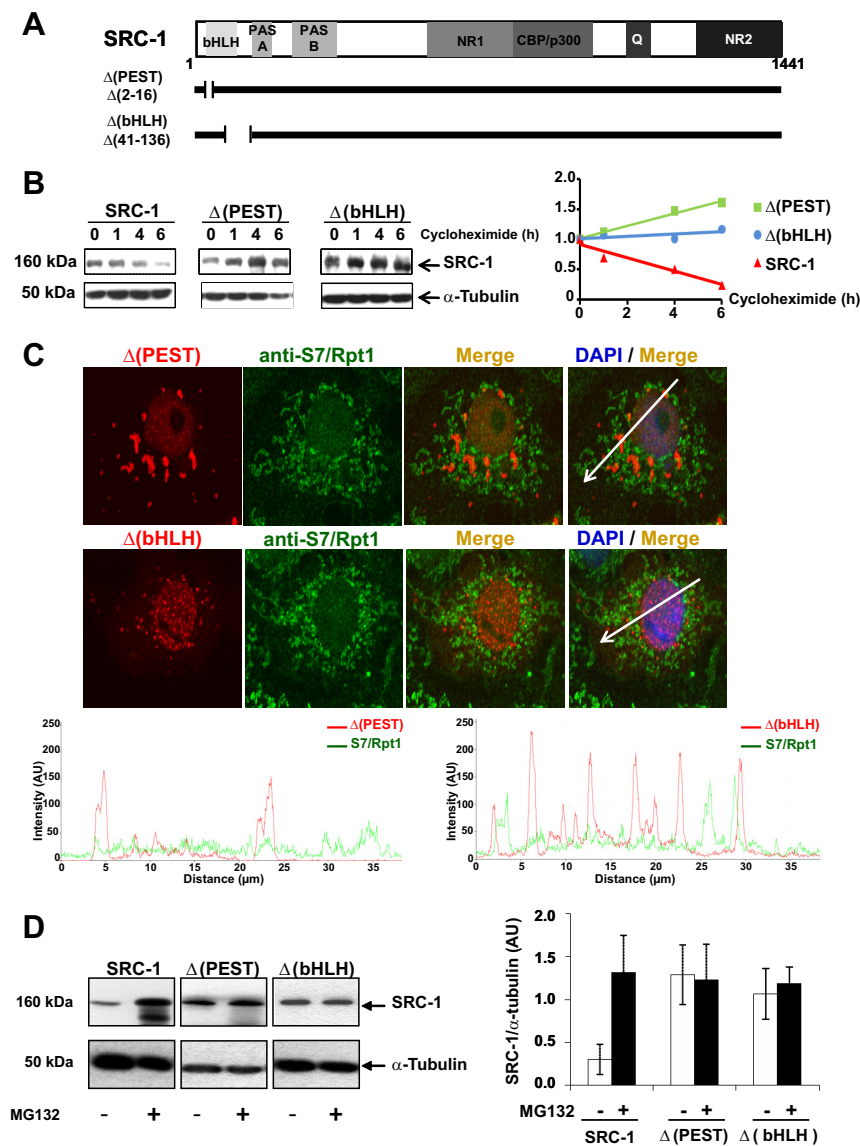 A
SRC-1
bHLH
PAS A
PAS B
NR1
CBP/p300
Q
NR2
1
1441
Δ(PEST)
Δ(2-16)
Δ(bHLH)
Δ(41-136)
B
SRC-1
Δ(PEST)
Δ(bHLH)
0 1 4 6
0 1 4 6
0 1 4 6
Cycloheximide (h)
160 kDa
SRC-1
50 kDa
α-Tubulin
2.0
1.5
1.0
0.5
0
0 2 4 6
Cycloheximide (h)
Δ(PEST)
Δ(bHLH)
SRC-1
C
Δ(PEST)
anti-S7/Rpt1
Merge
DAPI / Merge
Δ(bHLH)
anti-S7/Rpt1
Merge
DAPI / Merge
Intensity (AU)
250
200
150
100
50
0
0 5 10 15 20 25 30 35
Distance (µm)
Δ(PEST)
S7/Rpt1
Intensity (AU)
250
200
150
100
50
0
0 5 10 15 20 25 30 35
Distance (µm)
Δ(bHLH)
S7/Rpt1
D
SRC-1
Δ(PEST)
Δ(bHLH)
160 kDa
SRC-1
50 kDa
α-Tubulin
MG132
- + - + - +
SRC-1/α-tubulin (AU)
2.0
1.5
1.0
0.5
0.0
MG132
- + - + - +
SRC-1
Δ(PEST)
Δ(bHLH)